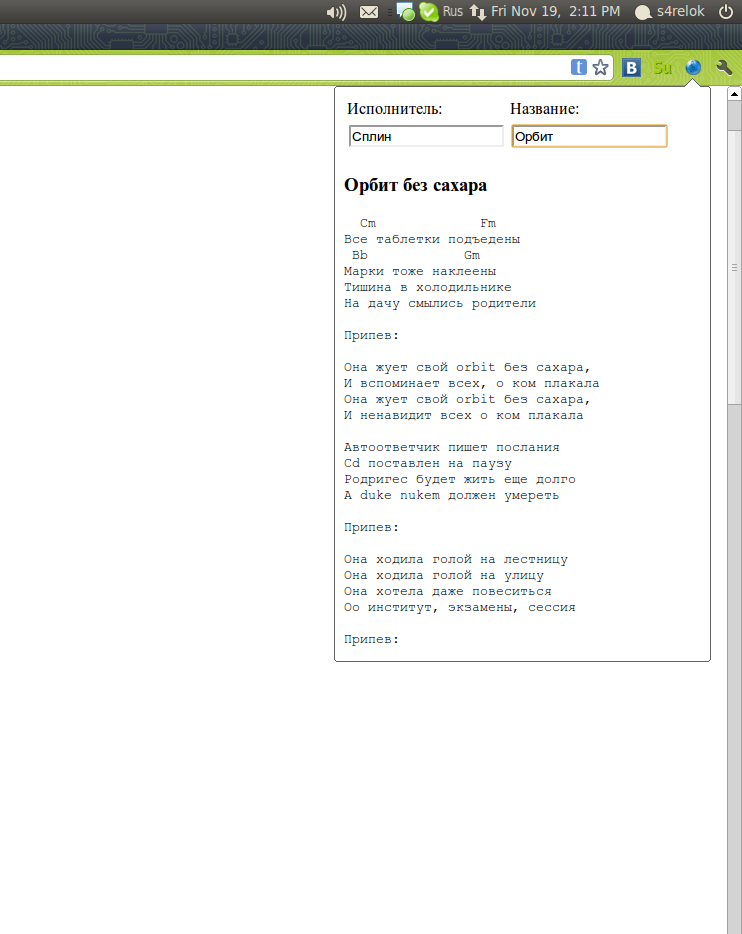 Rus Fri Nov 19, 2:11 PM s4relok
t B Su
Исполнитель: Название:
Сплин Орбит
Орбит без сахара
Cm Fm
Все таблетки подъедены
Bb Gm
Марки тоже наклеены
Тишина в холодильнике
На дачу смылись родители
Припев:
Она жует свой orbit без сахара,
И вспоминает всех, о ком плакала
Она жует свой orbit без сахара,
И ненавидит всех о ком плакала
Автоответчик пишет послания
Cd поставлен на паузу
Родригес будет жить еще долго
А duke nukem должен умереть
Припев:
Она ходила голой на лестницу
Она ходила голой на улицу
Она хотела даже повеситься
Оо институт, экзамены, сессия
Припев: